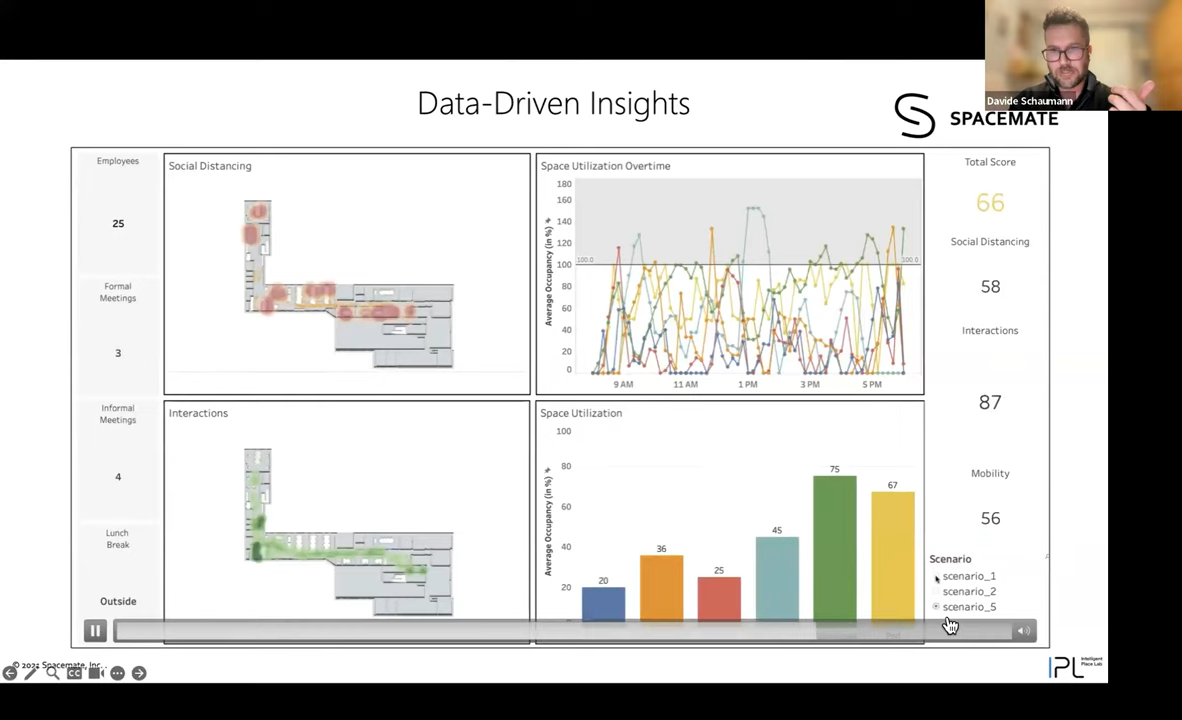 Davide Schaumann
Data-Driven Insights
SPACEMATE
Employees
25
Formal
Meetings
3
Informal
Meetings
4
Lunch
Break
Outside
Social Distancing
Space Utilization Overtime
Average Occupancy (in %)
180
160
140
120
100
80
60
40
20
0
100.0
100.0
9 AM
11 AM
1 PM
3 PM
5 PM
Interactions
Space Utilization
Average Occupancy (in %)
100
80
60
40
20
20
36
25
45
75
67
Total Score
66
Social Distancing
58
Interactions
87
Mobility
56
Scenario
scenario_1
scenario_2
scenario_5
Spacemate, Inc.
CC
IPL
Intelligent
Place Lab